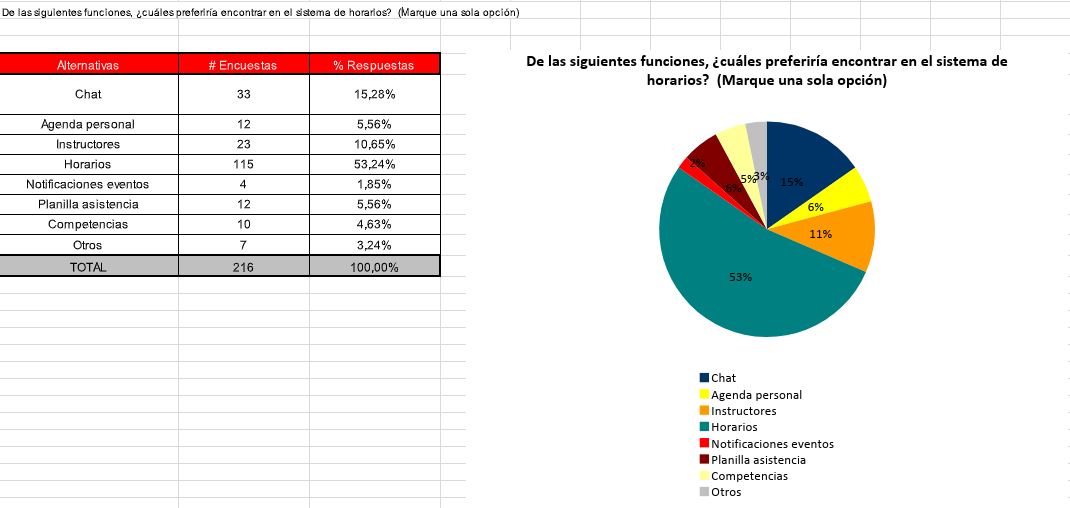 De las siguientes funciones, ¿cuáles preferiría encontrar en el sistema de horarios?  (Marque una sola opción)
Alternativas # Encuestas % Respuestas
Chat 33 15,28%
Agenda personal 12 5,56%
Instructores 23 10,65%
Horarios 115 53,24%
Notificaciones eventos 4 1,85%
Planilla asistencia 12 5,56%
Competencias 10 4,63%
Otros 7 3,24%
TOTAL 216 100,00%
De las siguientes funciones, ¿cuáles preferiría encontrar en el sistema de
horarios?  (Marque una sola opción)
15%
6%
11%
53%
2%
6%
5%
3%
Chat
Agenda personal
Instructores
Horarios
Notificaciones eventos
Planilla asistencia
Competencias
Otros